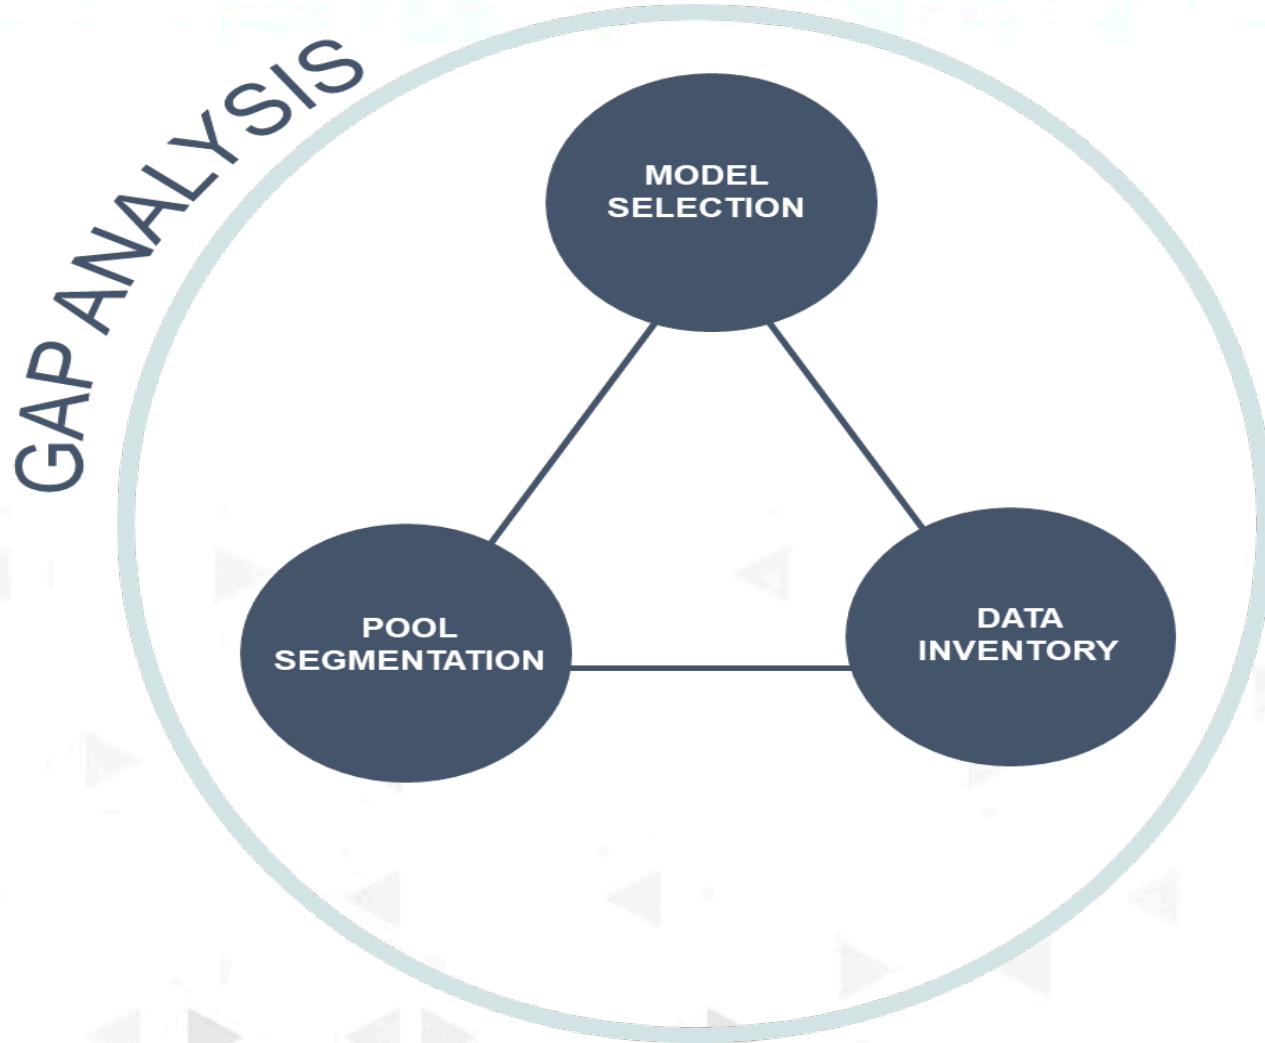 GAP ANALYSIS
MODEL
SELECTION
POOL
SEGMENTATION
DATA
INVENTORY